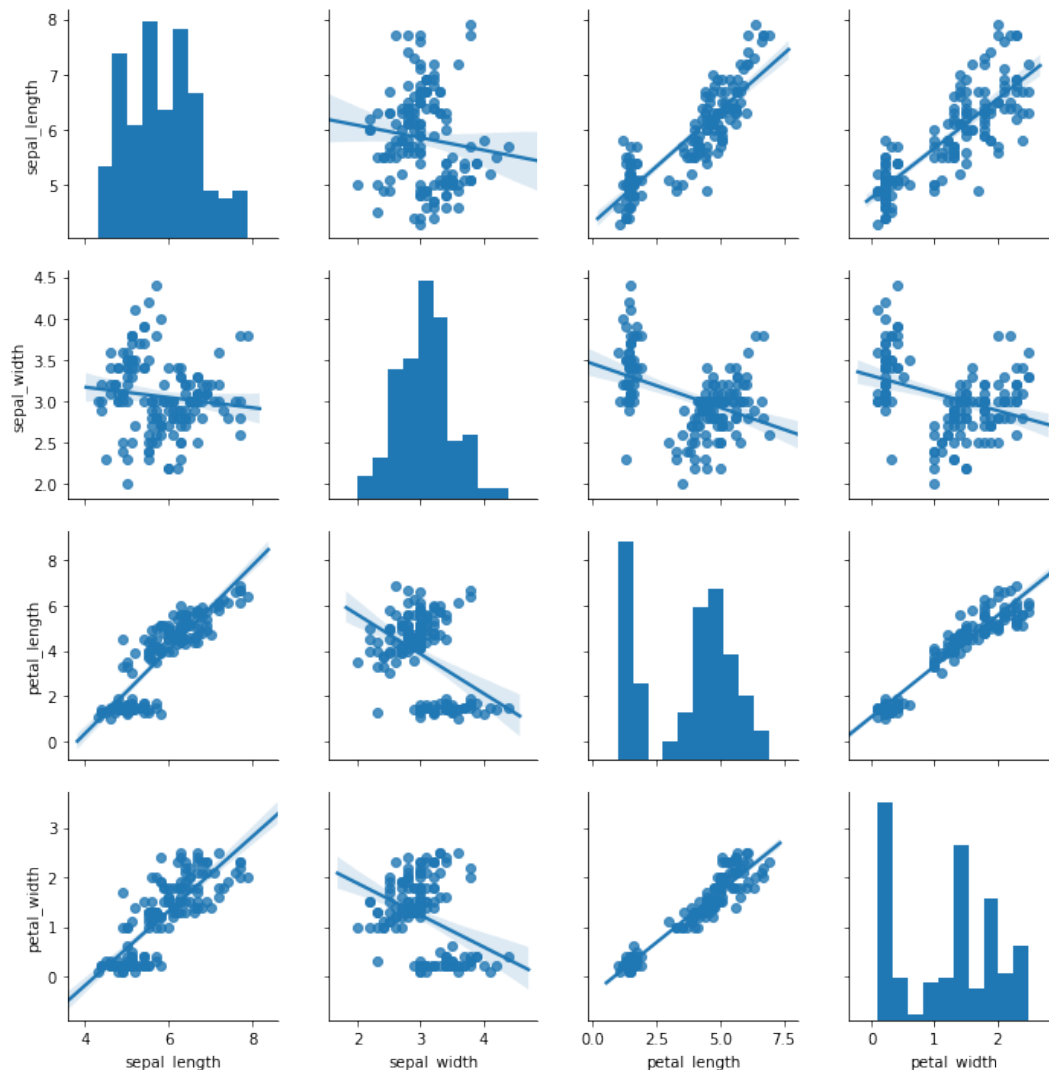 8
7
6
5
sepal_length
4.5
4.0
3.5
3.0
2.5
2.0
sepal_width
8
6
4
2
0
petal_length
3
2
1
0
petal_width
4 6 8
2 3 4
0.0 2.5 5.0 7.5
0 1 2
sepal_length sepal_width petal_length petal_width